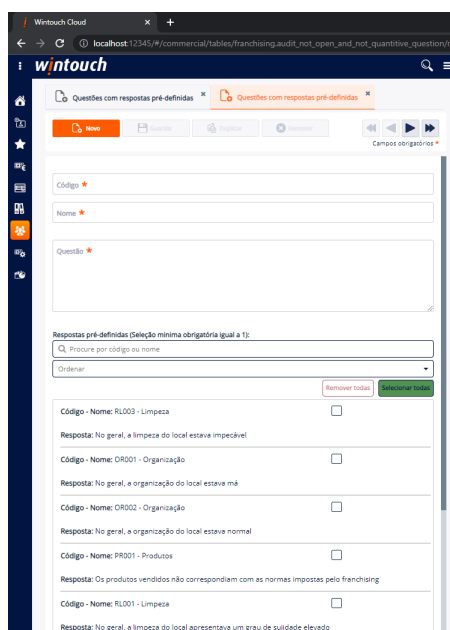 Wintouch Cloud
localhost:12345/#/commercial/tables/franchising.audit_not_open_and_not_quantitive_question/
wintouch
Questões com respostas pré-definidas
Questões com respostas pré-definidas
Novo
Guardar
Duplicar
Campos obrigatórios *
Código *
Nome *
Questão *
Respostas pré-definidas (Seleção mínima obrigatória igual a 1):
Procure por código ou nome
Ordenar
Remover todas
Selecionar todas
Código - Nome: RL003 - Limpeza
Resposta: No geral, a limpeza do local estava impecável
Código - Nome: OR001 - Organização
Resposta: No geral, a organização do local estava má
Código - Nome: OR002 - Organização
Resposta: No geral, a organização do local estava normal
Código - Nome: PR001 - Produtos
Resposta: Os produtos vendidos não correspondiam com as normas impostas pelo franchising
Código - Nome: RL001 - Limpeza
Resposta: No geral, a limpeza do local apresentava um grau de sujidade elevado